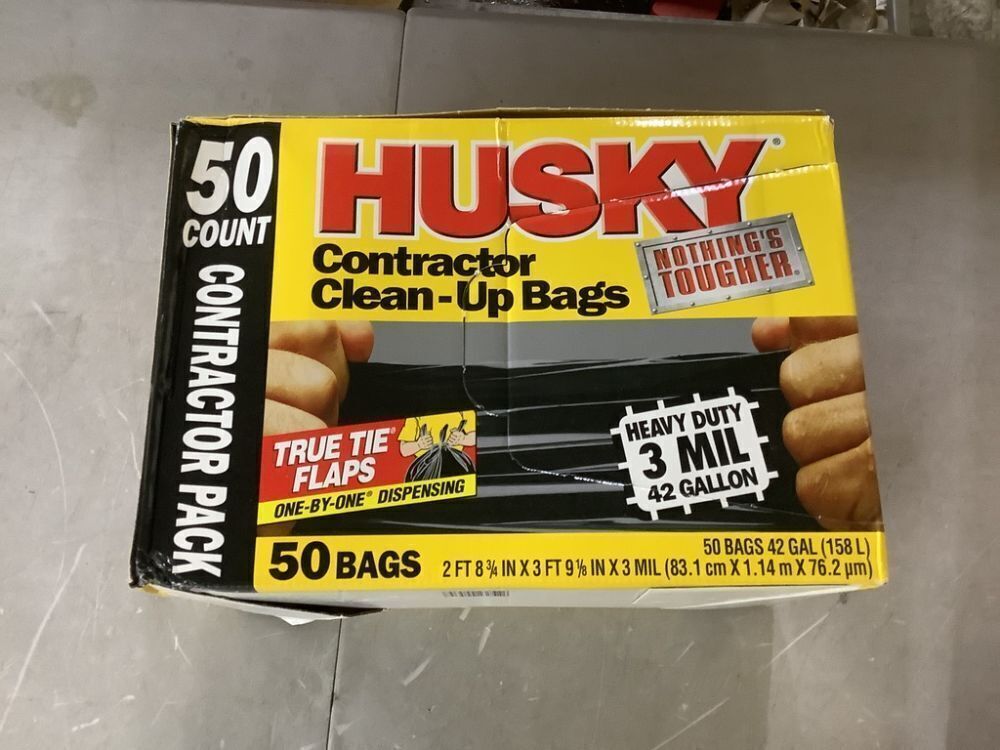 50
COUNT
CONTRACTOR PACK
HUSKY®
Contractor
Clean-Up Bags
NOTHING'S
TOUGHER®
TRUE TIE®
FLAPS
ONE-BY-ONE® DISPENSING
HEAVY DUTY
3 MIL
42 GALLON
50 BAGS
50 BAGS 42 GAL (158 L)
2 FT 8 ¾ IN X 3 FT 9 ⅛ IN X 3 MIL (83.1 cm X 1.14 m X 76.2 µm)